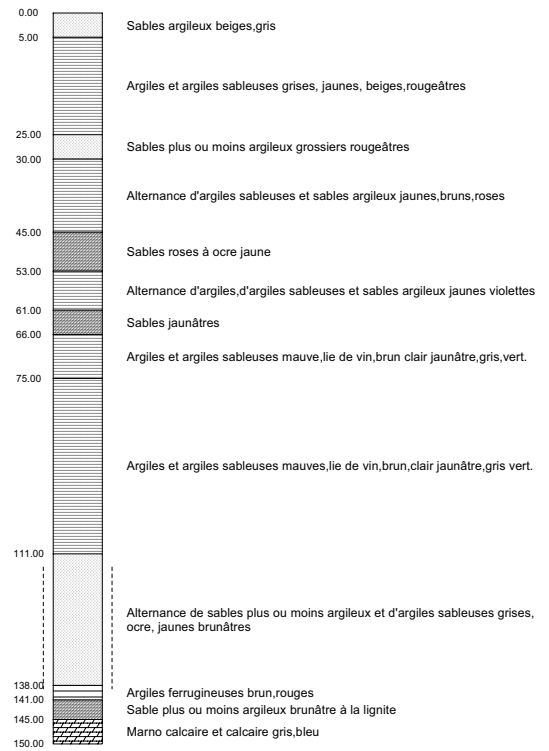 0.00
Sables argileux beiges,gris
5.00
Argiles et argiles sableuses grises, jaunes, beiges,rougeâtres
25.00
Sables plus ou moins argileux grossiers rougeâtres
30.00
Alternance d'argiles sableuses et sables argileux jaunes,bruns,roses
45.00
Sables roses à ocre jaune
53.00
Alternance d'argiles,d'argiles sableuses et sables argileux jaunes violettes
61.00
Sables jaunâtres
66.00
Argiles et argiles sableuses mauve,lie de vin,brun clair jaunâtre,gris,vert.
75.00
Argiles et argiles sableuses mauves,lie de vin,brun,clair jaunâtre,gris vert.
111.00
Alternance de sables plus ou moins argileux et d'argiles sableuses grises,
ocre, jaunes brunâtres
138.00
Argiles ferrugineuses brun,rouges
141.00
Sable plus ou moins argileux brunâtre à la lignite
145.00
Marno calcaire et calcaire gris,bleu
150.00